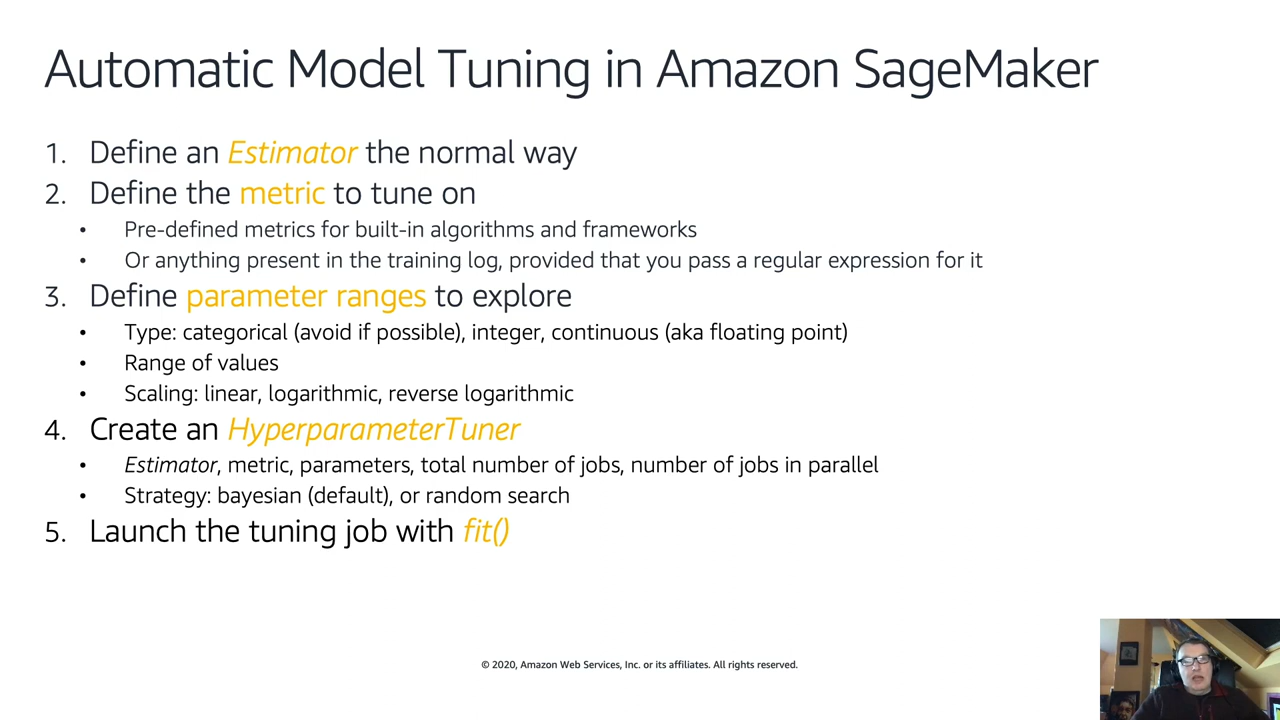 Automatic Model Tuning in Amazon SageMaker
1. Define an Estimator the normal way
2. Define the metric to tune on
• Pre-defined metrics for built-in algorithms and frameworks
• Or anything present in the training log, provided that you pass a regular expression for it
3. Define parameter ranges to explore
• Type: categorical (avoid if possible), integer, continuous (aka floating point)
• Range of values
• Scaling: linear, logarithmic, reverse logarithmic
4. Create an HyperparameterTuner
• Estimator, metric, parameters, total number of jobs, number of jobs in parallel
• Strategy: bayesian (default), or random search
5. Launch the tuning job with fit()
© 2020, Amazon Web Services, Inc. or its affiliates. All rights reserved.